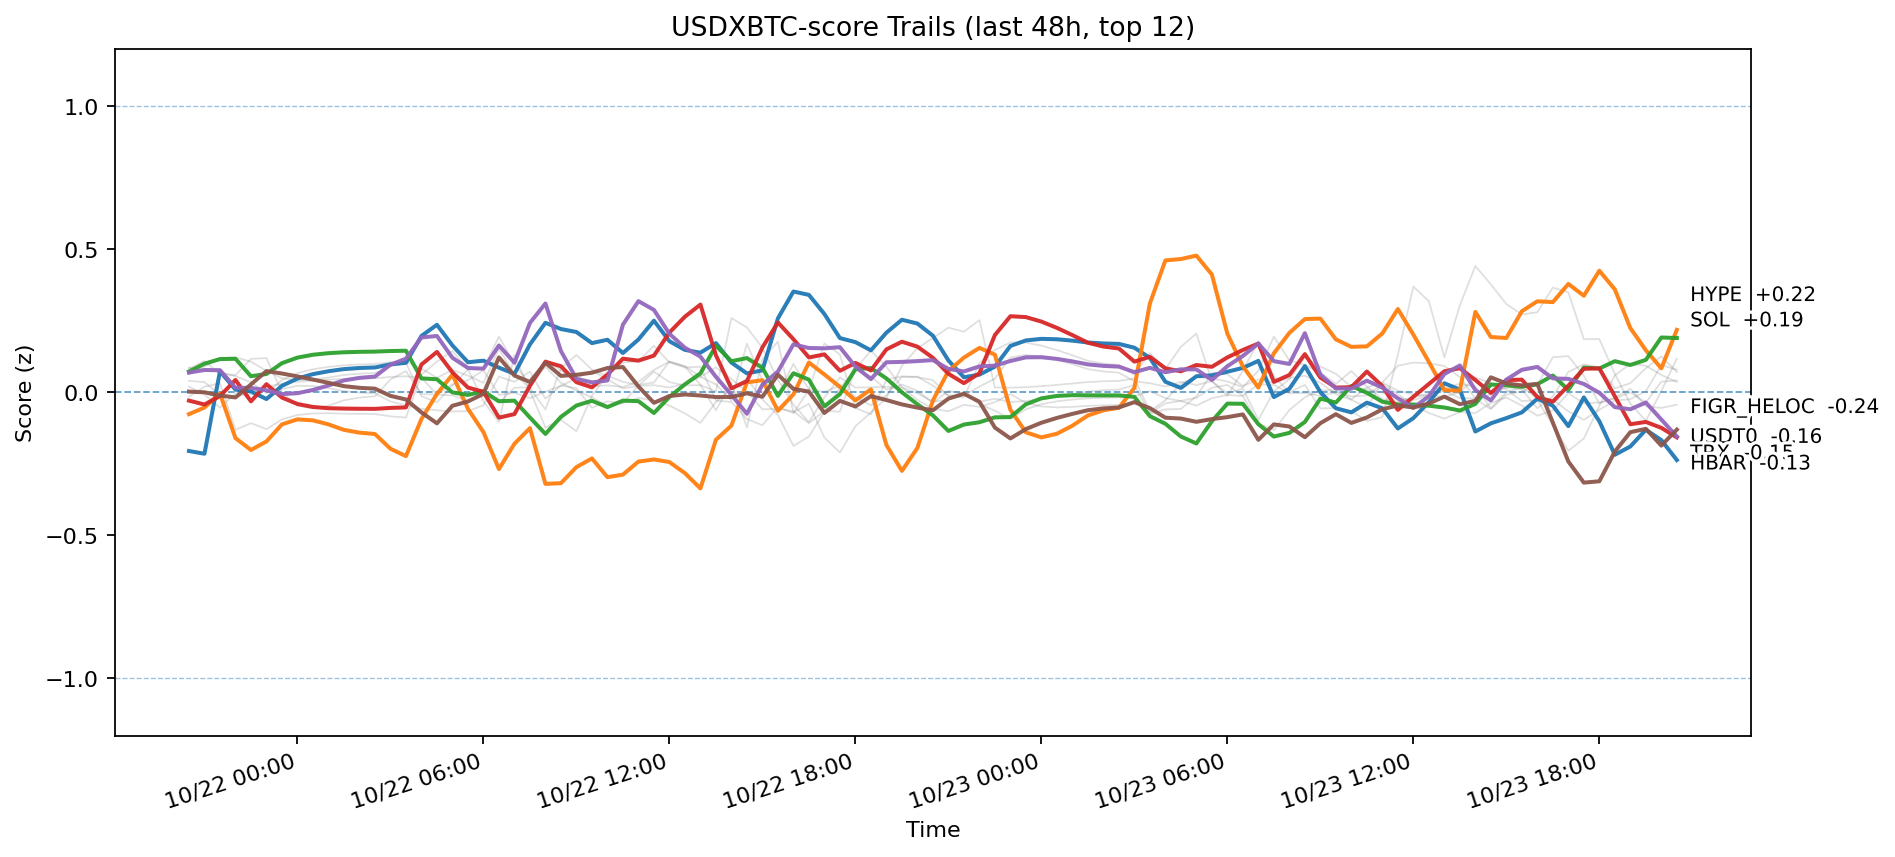 USDXBTC-score Trails (last 48h, top 12)
Score (z)
1.0
0.5
0.0
−0.5
−1.0
HYPE +0.22
SOL +0.19
FIGR_HELOC -0.24
USDT0 -0.16
TRX -0.15
HBAR -0.13
10/22 00:00
10/22 06:00
10/22 12:00
10/22 18:00
10/23 00:00
10/23 06:00
10/23 12:00
10/23 18:00
Time